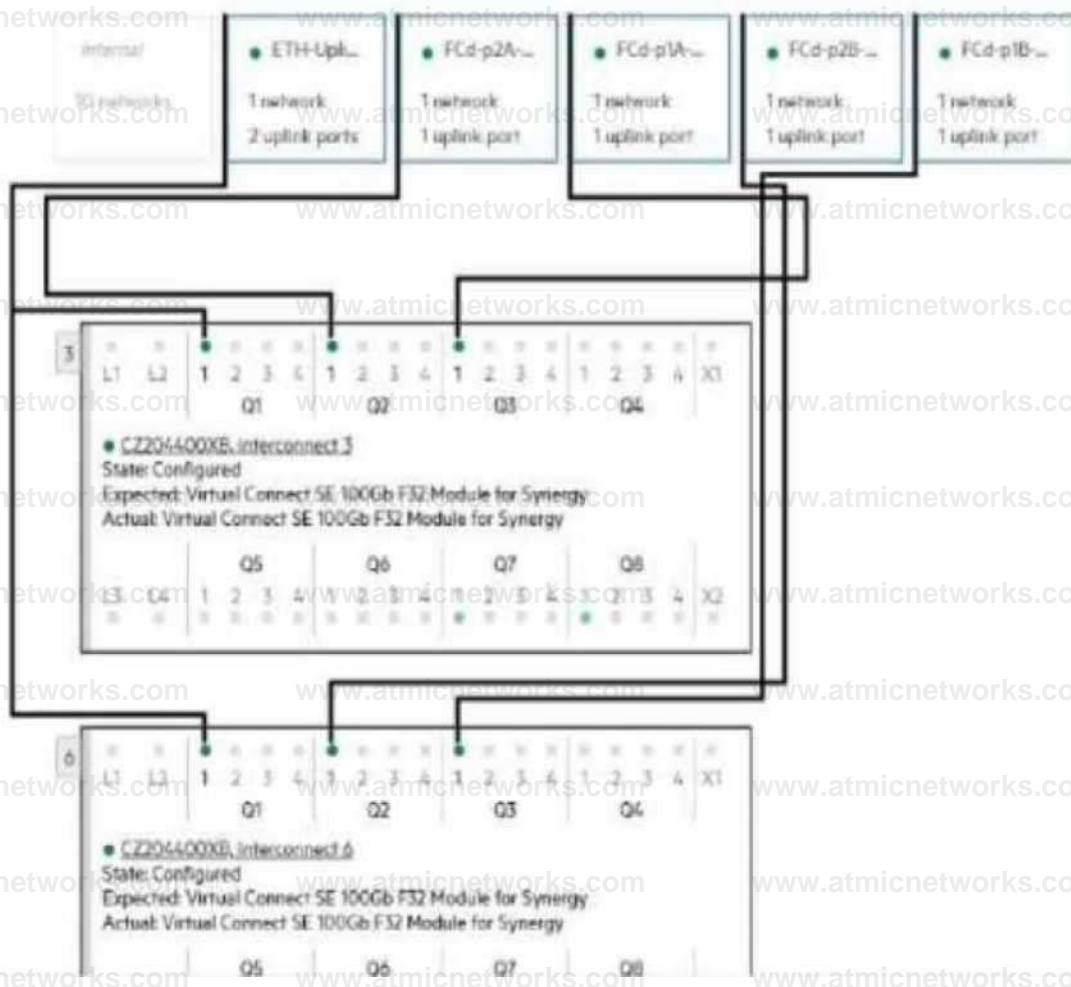 Internal
10 networks
ETH-Upli...
1 network
2 uplink ports
FCd-p2A-...
1 network
1 uplink port
FCd-p1A-...
1 network
1 uplink port
FCd-p2B-...
1 network
1 uplink port
FCd-p1B-...
1 network
1 uplink port
3
L1 L2 1 2 3 4 1 2 3 4 1 2 3 4 1 2 3 4 X1
Q1 Q2 Q3 Q4
CZ204400XB, Interconnect 3
State: Configured
Expected: Virtual Connect SE 100Gb F32 Module for Synergy
Actual: Virtual Connect SE 100Gb F32 Module for Synergy
Q5 Q6 Q7 Q8
L3 L4 1 2 3 4 1 2 3 4 1 2 3 4 1 2 3 4 X2
6
L1 L2 1 2 3 4 1 2 3 4 1 2 3 4 1 2 3 4 X1
Q1 Q2 Q3 Q4
CZ204400XB, Interconnect 6
State: Configured
Expected: Virtual Connect SE 100Gb F32 Module for Synergy
Actual: Virtual Connect SE 100Gb F32 Module for Synergy
Q5 Q6 Q7 Q8
www.atmicnetworks.com